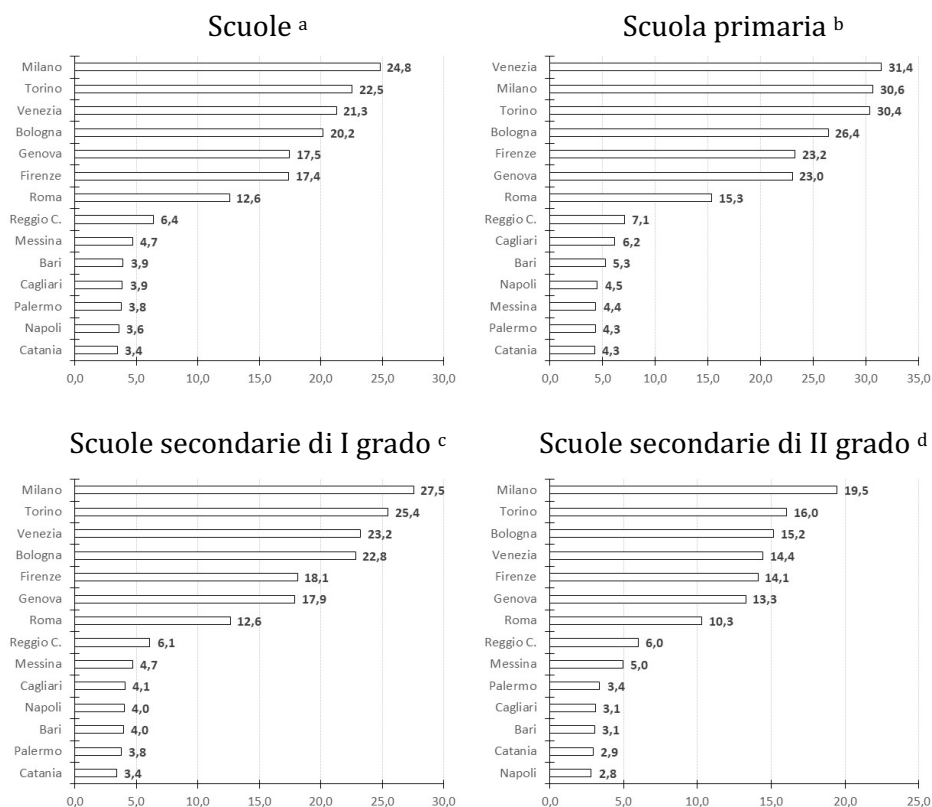 Scuole a
Milano 24,8
Torino 22,5
Venezia 21,3
Bologna 20,2
Genova 17,5
Firenze 17,4
Roma 12,6
Reggio C. 6,4
Messina 4,7
Bari 3,9
Cagliari 3,9
Palermo 3,8
Napoli 3,6
Catania 3,4
0,0 5,0 10,0 15,0 20,0 25,0 30,0
Scuola primaria b
Venezia 31,4
Milano 30,6
Torino 30,4
Bologna 26,4
Firenze 23,2
Genova 23,0
Roma 15,3
Reggio C. 7,1
Cagliari 6,2
Bari 5,3
Napoli 4,5
Messina 4,4
Palermo 4,3
Catania 4,3
0,0 5,0 10,0 15,0 20,0 25,0 30,0 35,0
Scuole secondarie di I grado c
Milano 27,5
Torino 25,4
Venezia 23,2
Bologna 22,8
Firenze 18,1
Genova 17,9
Roma 12,6
Reggio C. 6,1
Messina 4,7
Cagliari 4,1
Napoli 4,0
Bari 4,0
Palermo 3,8
Catania 3,4
0,0 5,0 10,0 15,0 20,0 25,0 30,0
Scuole secondarie di II grado d
Milano 19,5
Torino 16,0
Bologna 15,2
Venezia 14,4
Firenze 14,1
Genova 13,3
Roma 10,3
Reggio C. 6,0
Messina 5,0
Palermo 3,4
Cagliari 3,1
Bari 3,1
Catania 2,9
Napoli 2,8
0,0 5,0 10,0 15,0 20,0 25,0